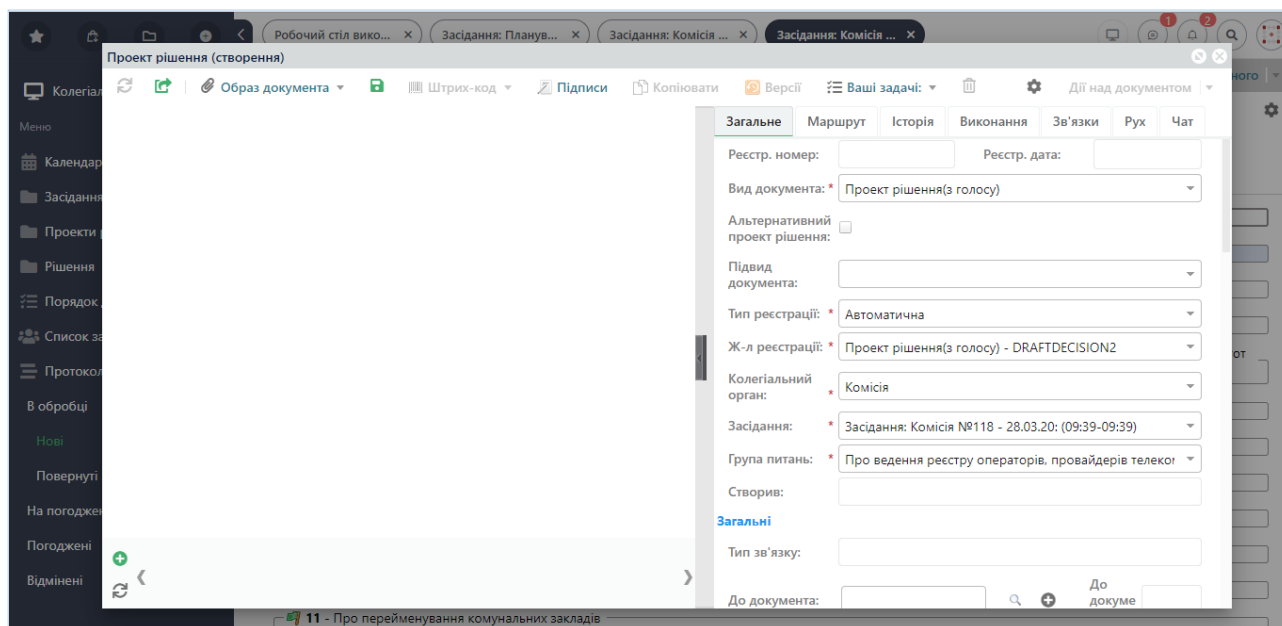 Робочий стіл вико... ×
Засідання: Планув... ×
Засідання: Комісія ... ×
Засідання: Комісія ... ×
1
2
Проект рішення (створення)
Образ документа
Штрих-код
Підписи
Копіювати
Версії
Ваші задачі:
Дії над документом
ного
Колегіал
Меню
Календар
Засідання
Проекти р
Рішення
Порядок
Список за
Протокол
В обробці
Нові
Повернуті
На погоджен
Погоджені
Відмінені
Загальне Маршрут Історія Виконання Зв'язки Рух Чат
Реєстр. номер: Реєстр. дата:
Вид документа: * Проект рішення(з голосу)
Альтернативний
проект рішення:
Підвид
документа:
Тип реєстрації: * Автоматична
Ж-л реєстрації: * Проект рішення(з голосу) - DRAFTDECISION2
Колегіальний
орган: * Комісія
Засідання: * Засідання: Комісія №118 - 28.03.20: (09:39-09:39)
Група питань: * Про ведення реєстру операторів, провайдерів телеко
Створив:
Загальні
Тип зв'язку:
До документа:
До
докуме
от
11 - Про перейменування комунальних закладів